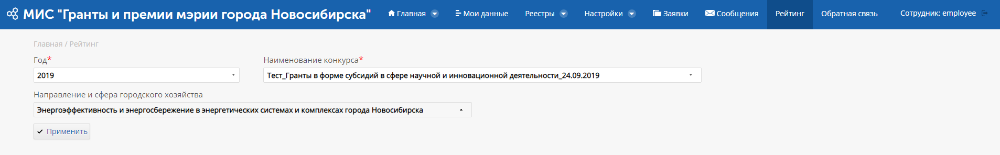 МИС "Гранты и премии мэрии города Новосибирска" Главная Мои данные Реестры Настройки Заявки Сообщения Рейтинг Обратная связь Сотрудник: employee
Главная / Рейтинг
Год* Наименование конкурса*
2019 Тест_Гранты в форме субсидий в сфере научной и инновационной деятельности_24.09.2019
Направление и сфера городского хозяйства
Энергоэффективность и энергосбережение в энергетических системах и комплексах города Новосибирска
Применить